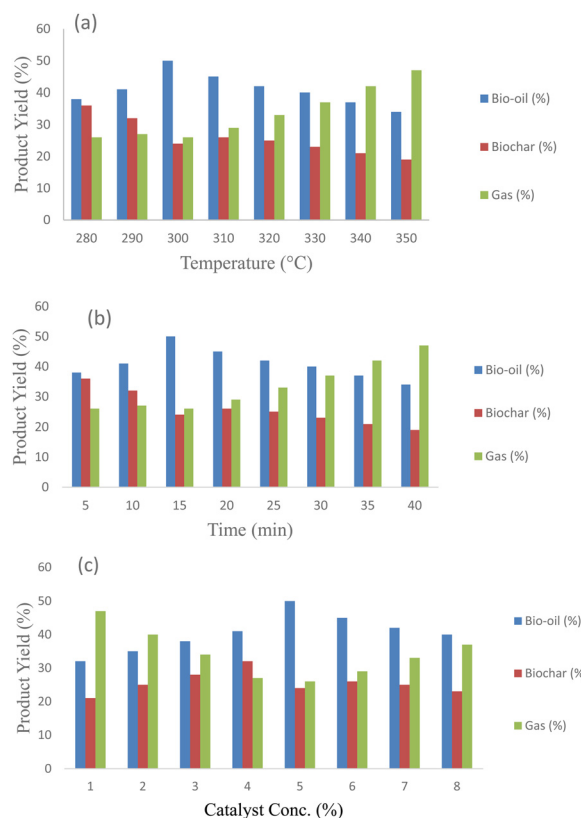 (a)
60
50
40
30
20
10
0
Product Yield (%)
280 290 300 310 320 330 340 350
Temperature (°C)
Bio-oil (%)
Biochar (%)
Gas (%)
(b)
60
50
40
30
20
10
0
Product Yield (%)
5 10 15 20 25 30 35 40
Time (min)
Bio-oil (%)
Biochar (%)
Gas (%)
(c)
60
50
40
30
20
10
0
Product Yield (%)
1 2 3 4 5 6 7 8
Catalyst Conc. (%)
Bio-oil (%)
Biochar (%
Gas (%)